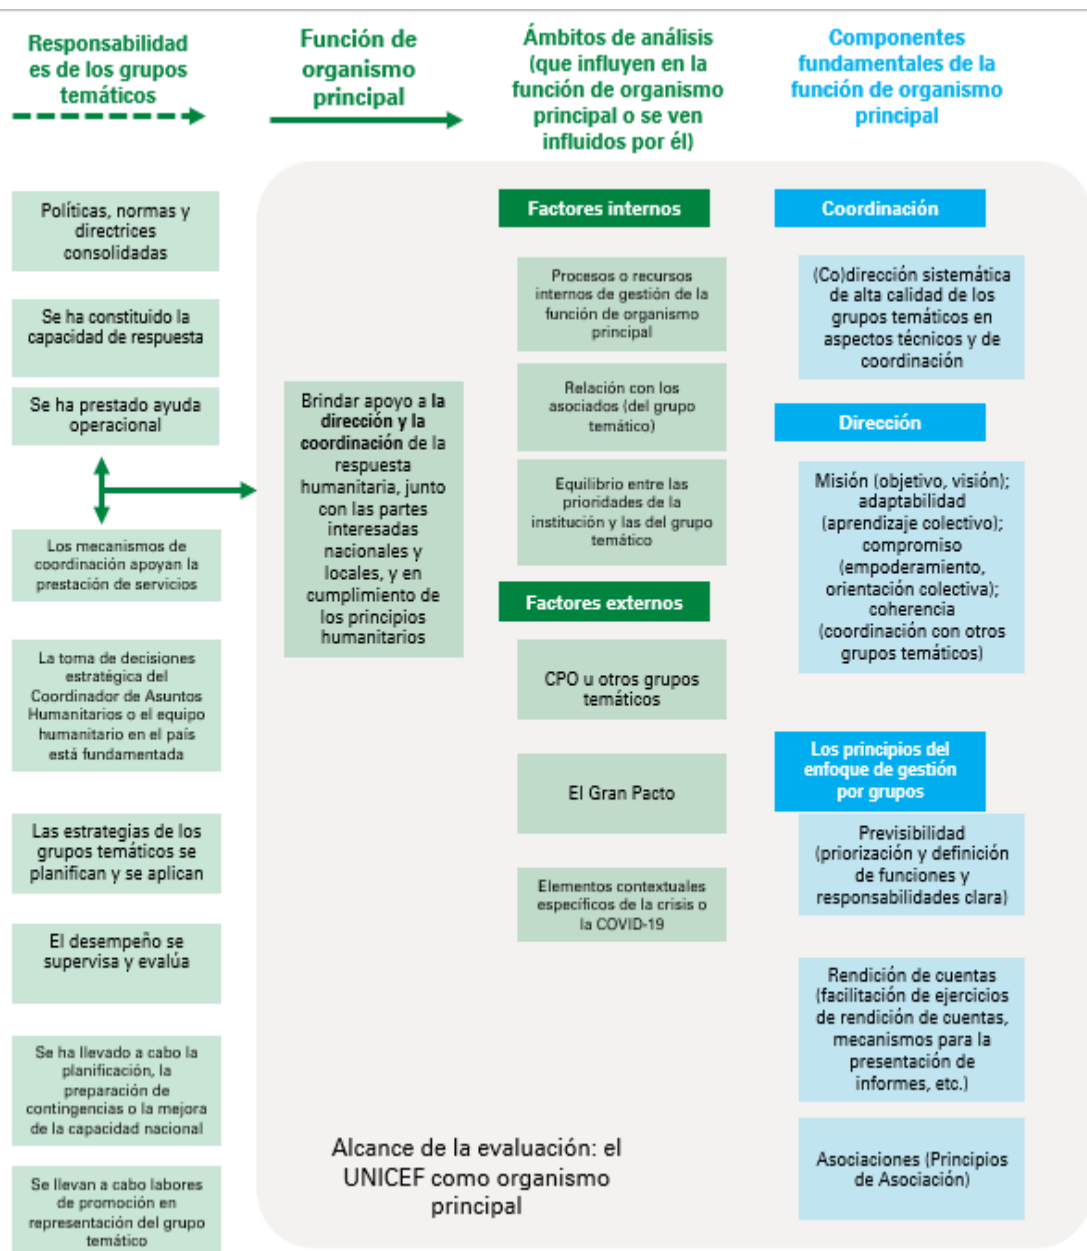 Responsabilidad
es de los grupos
temáticos
Función de
organismo
principal
Ámbitos de análisis
(que influyen en la
función de organismo
principal o se ven
influidos por él)
Componentes
fundamentales de la
función de organismo
principal
Políticas, normas y
directrices
consolidadas
Se ha constituido la
capacidad de respuesta
Se ha prestado ayuda
operacional
Los mecanismos de
coordinación apoyan la
prestación de servicios
La toma de decisiones
estratégica del
Coordinador de Asuntos
Humanitarios o el equipo
humanitario en el país
está fundamentada
Las estrategias de los
grupos temáticos se
planifican y se aplican
El desempeño se
supervisa y evalúa
Se ha llevado a cabo la
planificación, la
preparación de
contingencias o la mejora
de la capacidad nacional
Se llevan a cabo labores
de promoción en
representación del grupo
temático
Brindar apoyo a la
dirección y la
coordinación de la
respuesta
humanitaria, junto
con las partes
interesadas
nacionales y
locales, y en
cumplimiento de
los principios
humanitarios
Factores internos
Procesos o recursos
internos de gestión de la
función de organismo
principal
Relación con los
asociados (del grupo
temático)
Equilibrio entre las
prioridades de la
institución y las del grupo
temático
Factores externos
CPO u otros grupos
temáticos
El Gran Pacto
Elementos contextuales
específicos de la crisis o
la COVID-19
Coordinación
(Co)dirección sistemática
de alta calidad de los
grupos temáticos en
aspectos técnicos y de
coordinación
Dirección
Misión (objetivo, visión);
adaptabilidad
(aprendizaje colectivo);
compromiso
(empoderamiento,
orientación colectiva);
coherencia
(coordinación con otros
grupos temáticos)
Los principios del
enfoque de gestión
por grupos
Previsibilidad
(priorización y definición
de funciones y
responsabilidades clara)
Rendición de cuentas
(facilitación de ejercicios
de rendición de cuentas,
mecanismos para la
presentación de
informes, etc.)
Asociaciones (Principios
de Asociación)
Alcance de la evaluación: el
UNICEF como organismo
principal